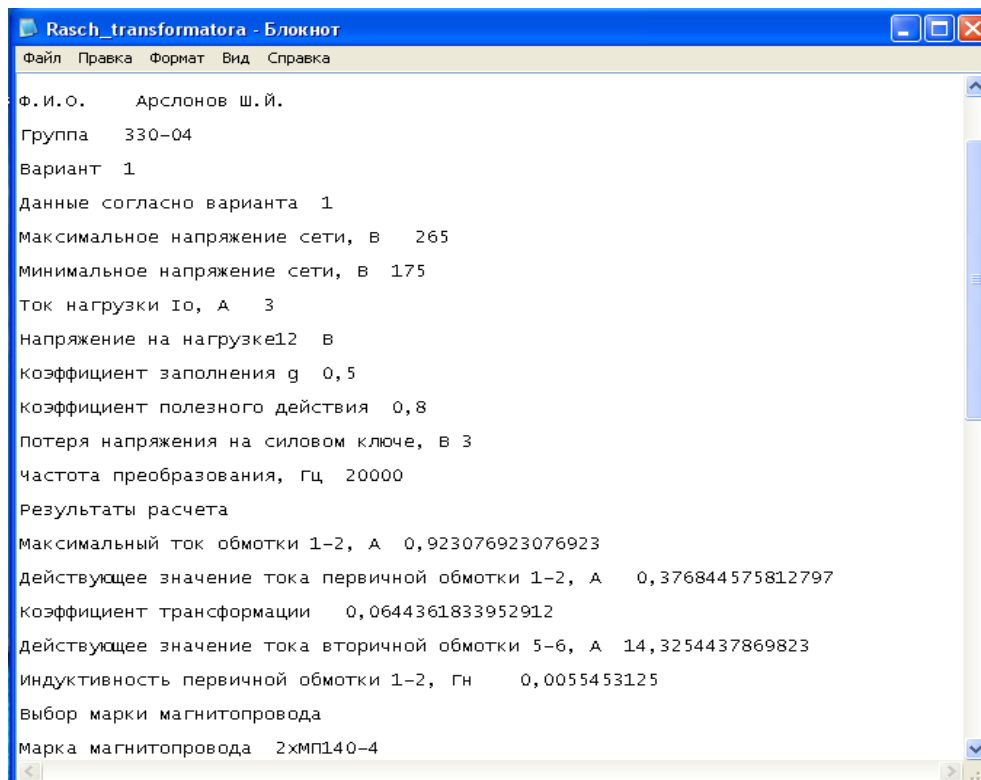 Rasch_transformatora - Блокнот
Файл Правка Формат Вид Справка
Ф.И.О. Арслонов Ш.Й.
Группа 330-04
Вариант 1
Данные согласно варианта 1
Максимальное напряжение сети, В 265
Минимальное напряжение сети, В 175
Ток нагрузки Io, А 3
Напряжение на нагрузке12 В
Коэффициент заполнения g 0,5
Коэффициент полезного действия 0,8
Потеря напряжения на силовом ключе, В 3
Частота преобразования, Гц 20000
Результаты расчета
Максимальный ток обмотки 1-2, А 0,923076923076923
Действующее значение тока первичной обмотки 1-2, А 0,376844575812797
Коэффициент трансформации 0,0644361833952912
Действующее значение тока вторичной обмотки 5-6, А 14,3254437869823
Индуктивность первичной обмотки 1-2, Гн 0,0055453125
Выбор марки магнитопровода
Марка магнитопровода 2хМП140-4